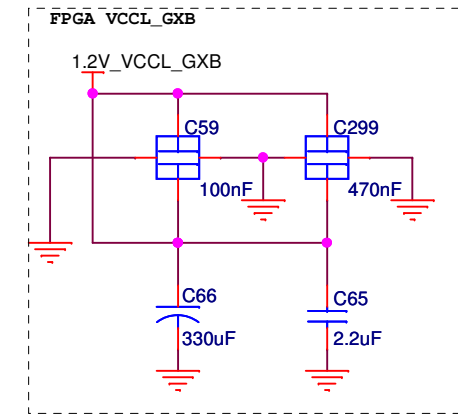 FPGA VCCL_GXB
1.2V_VCCL_GXB
C59
C299
100nF
470nF
C66
C65
330uF
2.2uF